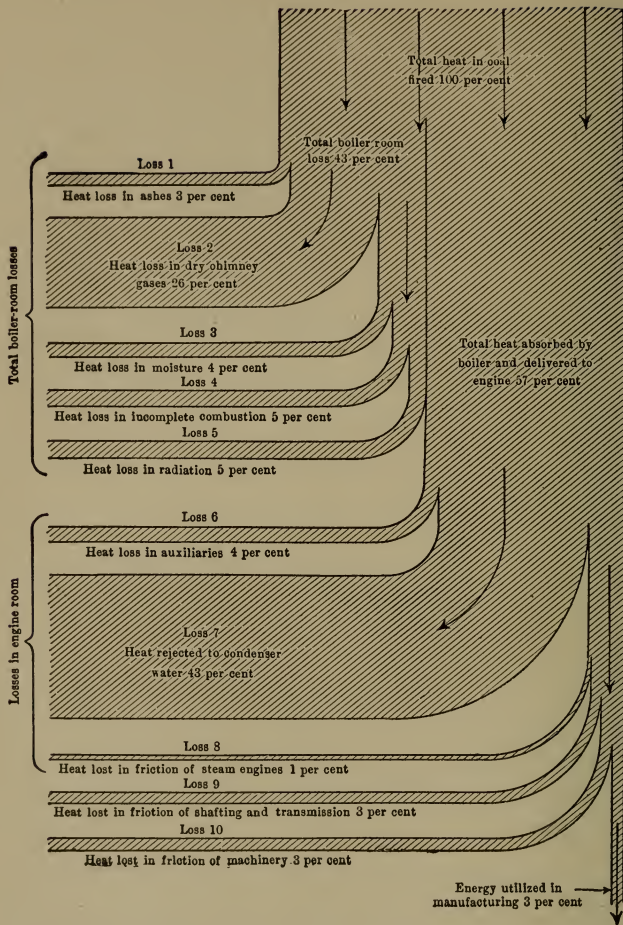 Total heat in coal
fired 100 per cent
Total boiler room
loss 43 per cent
Total boiler-room losses
Loss 1
Heat loss in ashes 3 per cent
Loss 2
Heat loss in dry chimney
gases 26 per cent
Loss 3
Heat loss in moisture 4 per cent
Loss 4
Heat loss in incomplete combustion 5 per cent
Loss 5
Heat loss in radiation 5 per cent
Total heat absorbed by
boiler and delivered to
engine 57 per cent
Losses in engine room
Loss 6
Heat loss in auxiliaries 4 per cent
Loss 7
Heat rejected to condenser
water 43 per cent
Loss 8
Heat lost in friction of steam engines 1 per cent
Loss 9
Heat lost in friction of shafting and transmission 3 per cent
Loss 10
Heat lost in friction of machinery 3 per cent
Energy utilized in
manufacturing 3 per cent